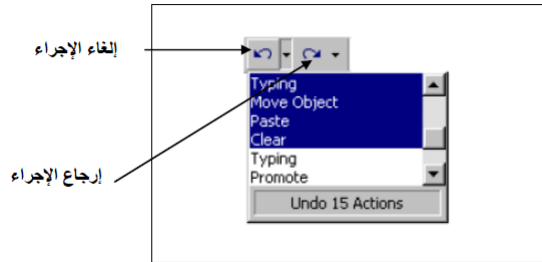 إلغاء الإجراء
Typing
Move Object
Paste
Clear
Typing
Promote
إرجاع الإجراء
Undo 15 Actions